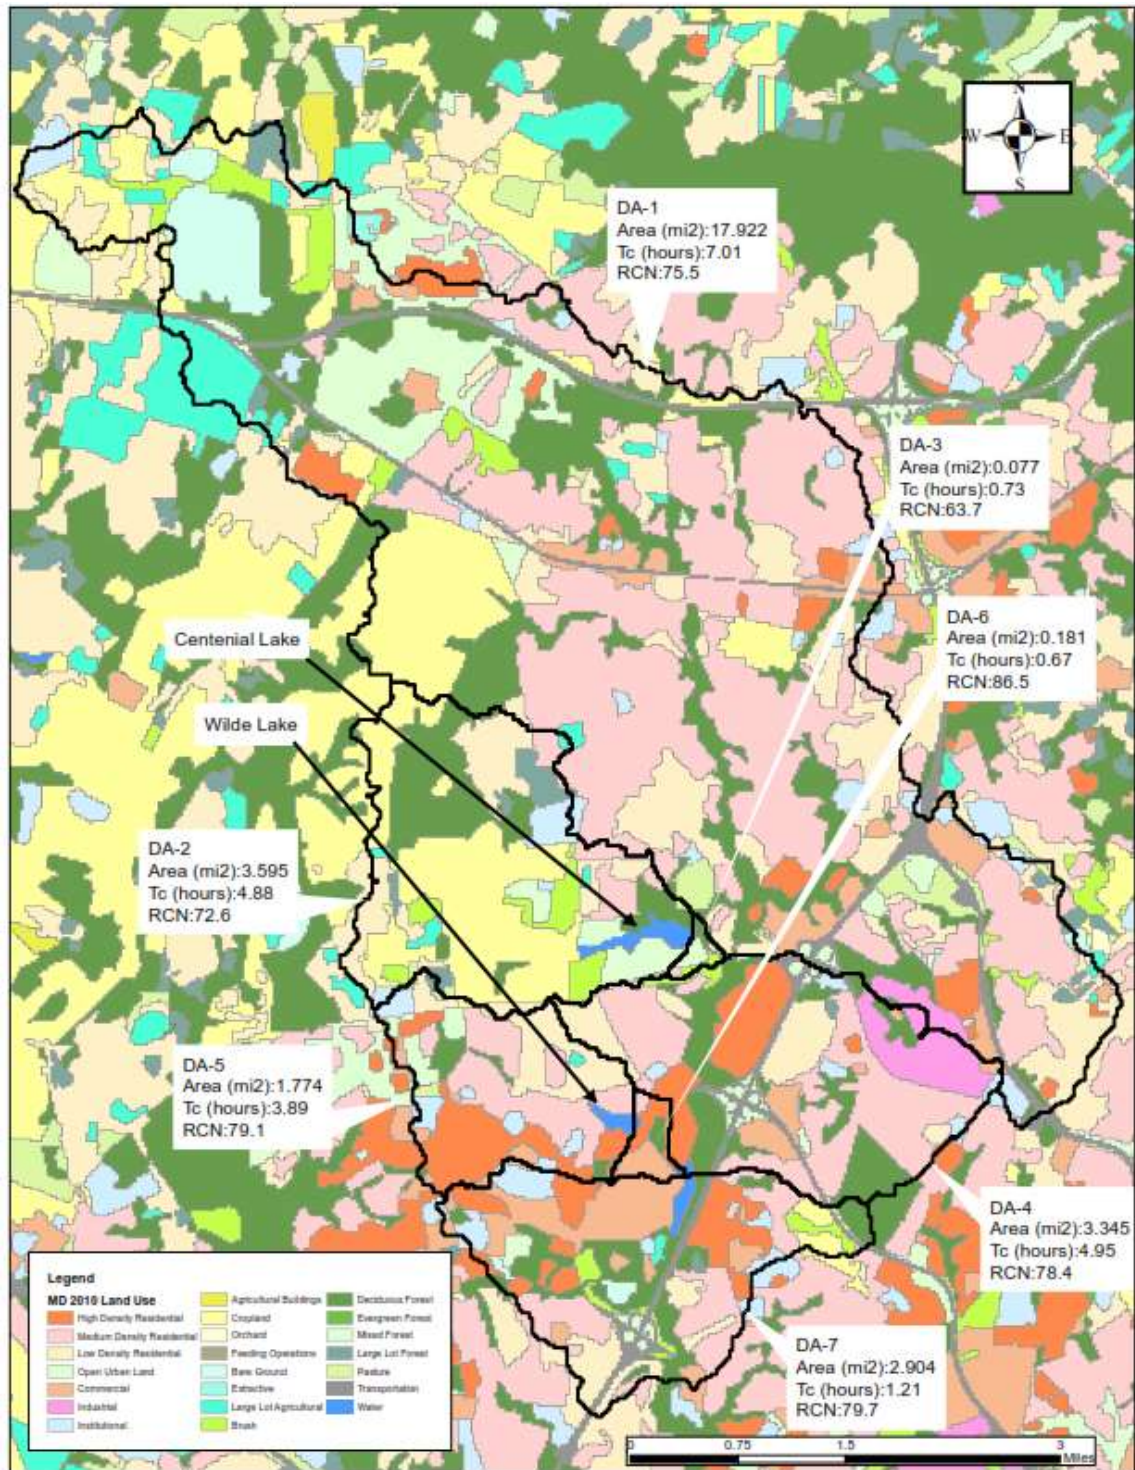 N
W
E
S
DA-1
Area (mi2):17.922
Tc (hours):7.01
RCN:75.5
DA-3
Area (mi2):0.077
Tc (hours):0.73
RCN:63.7
DA-6
Area (mi2):0.181
Tc (hours):0.67
RCN:86.5
Centenial Lake
Wilde Lake
DA-2
Area (mi2):3.595
Tc (hours):4.88
RCN:72.6
DA-5
Area (mi2):1.774
Tc (hours):3.89
RCN:79.1
DA-4
Area (mi2):3.345
Tc (hours):4.95
RCN:78.4
DA-7
Area (mi2):2.904
Tc (hours):1.21
RCN:79.7
Legend
MD 2010 Land Use
High Density Residential
Medium Density Residential
Low Density Residential
Open Urban Land
Commercial
Industrial
Institutional
Agricultural Buildings
Cropland
Orchard
Feeding Operations
Bare Ground
Extractive
Large Lot Agricultural
Brush
Deciduous Forest
Evergreen Forest
Mixed Forest
Large Lot Forest
Pasture
Transportation
Water
0 0.75 1.5 3
Miles